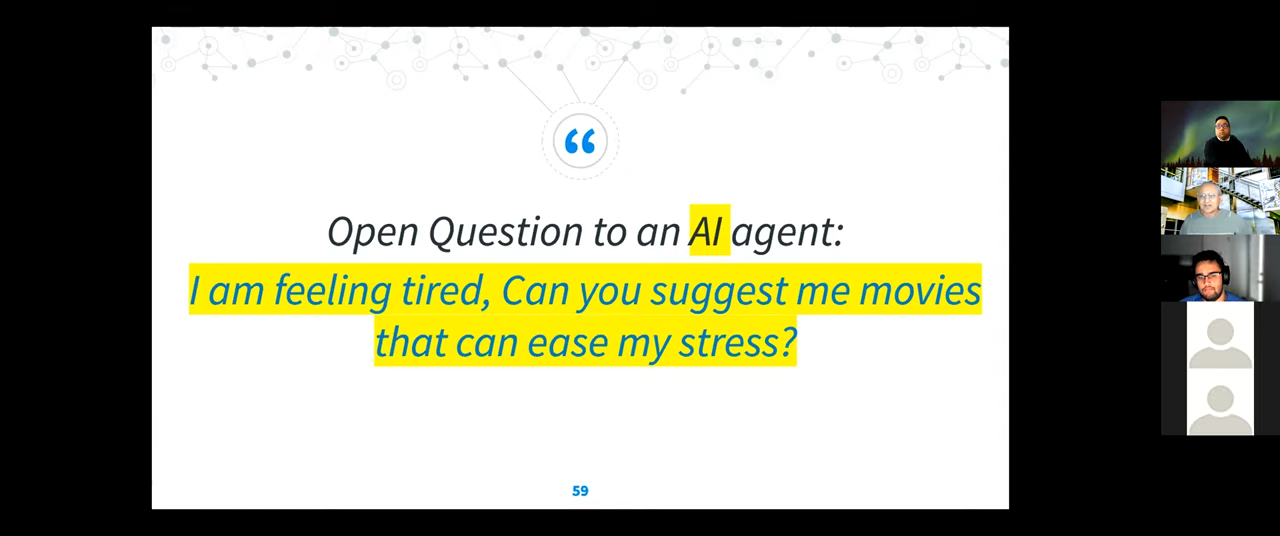 “
Open Question to an AI agent:
I am feeling tired, Can you suggest me movies
that can ease my stress?
59